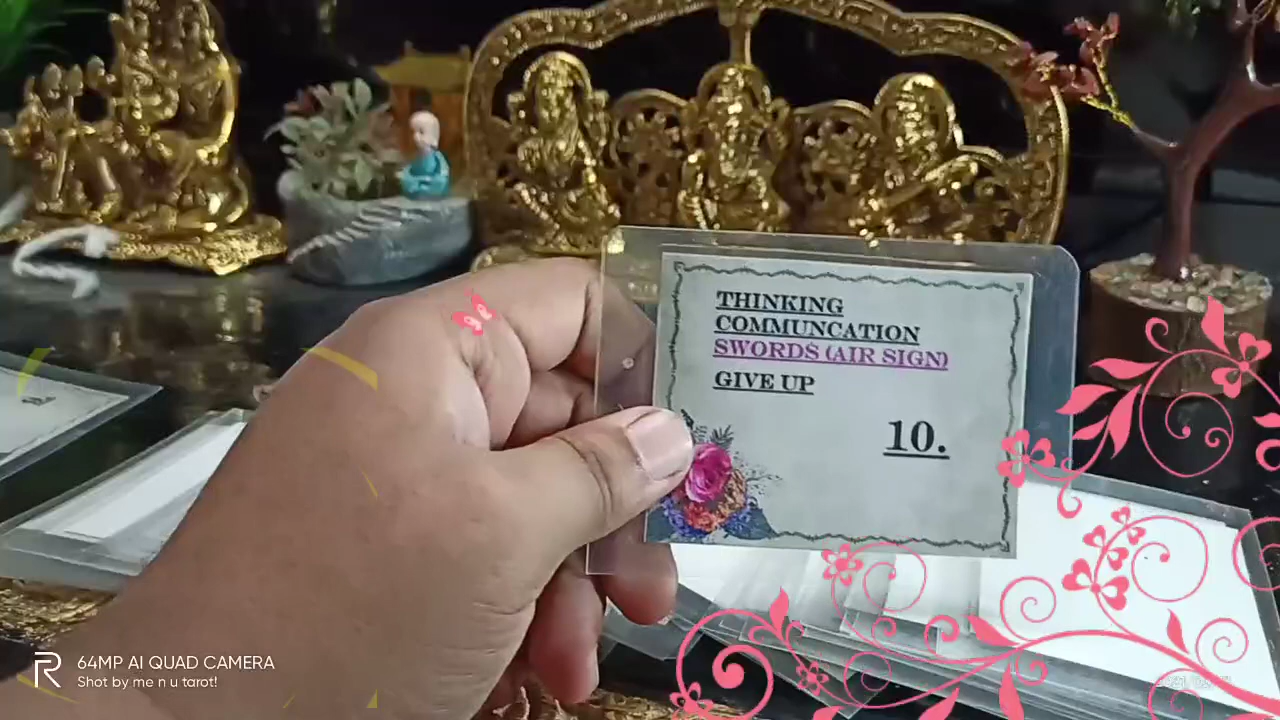 THINKING
COMMUNCATION
SWORDS (AIR SIGN)
GIVE UP
10.
R
64MP AI QUAD CAMERA
Shot by me n u tarot!